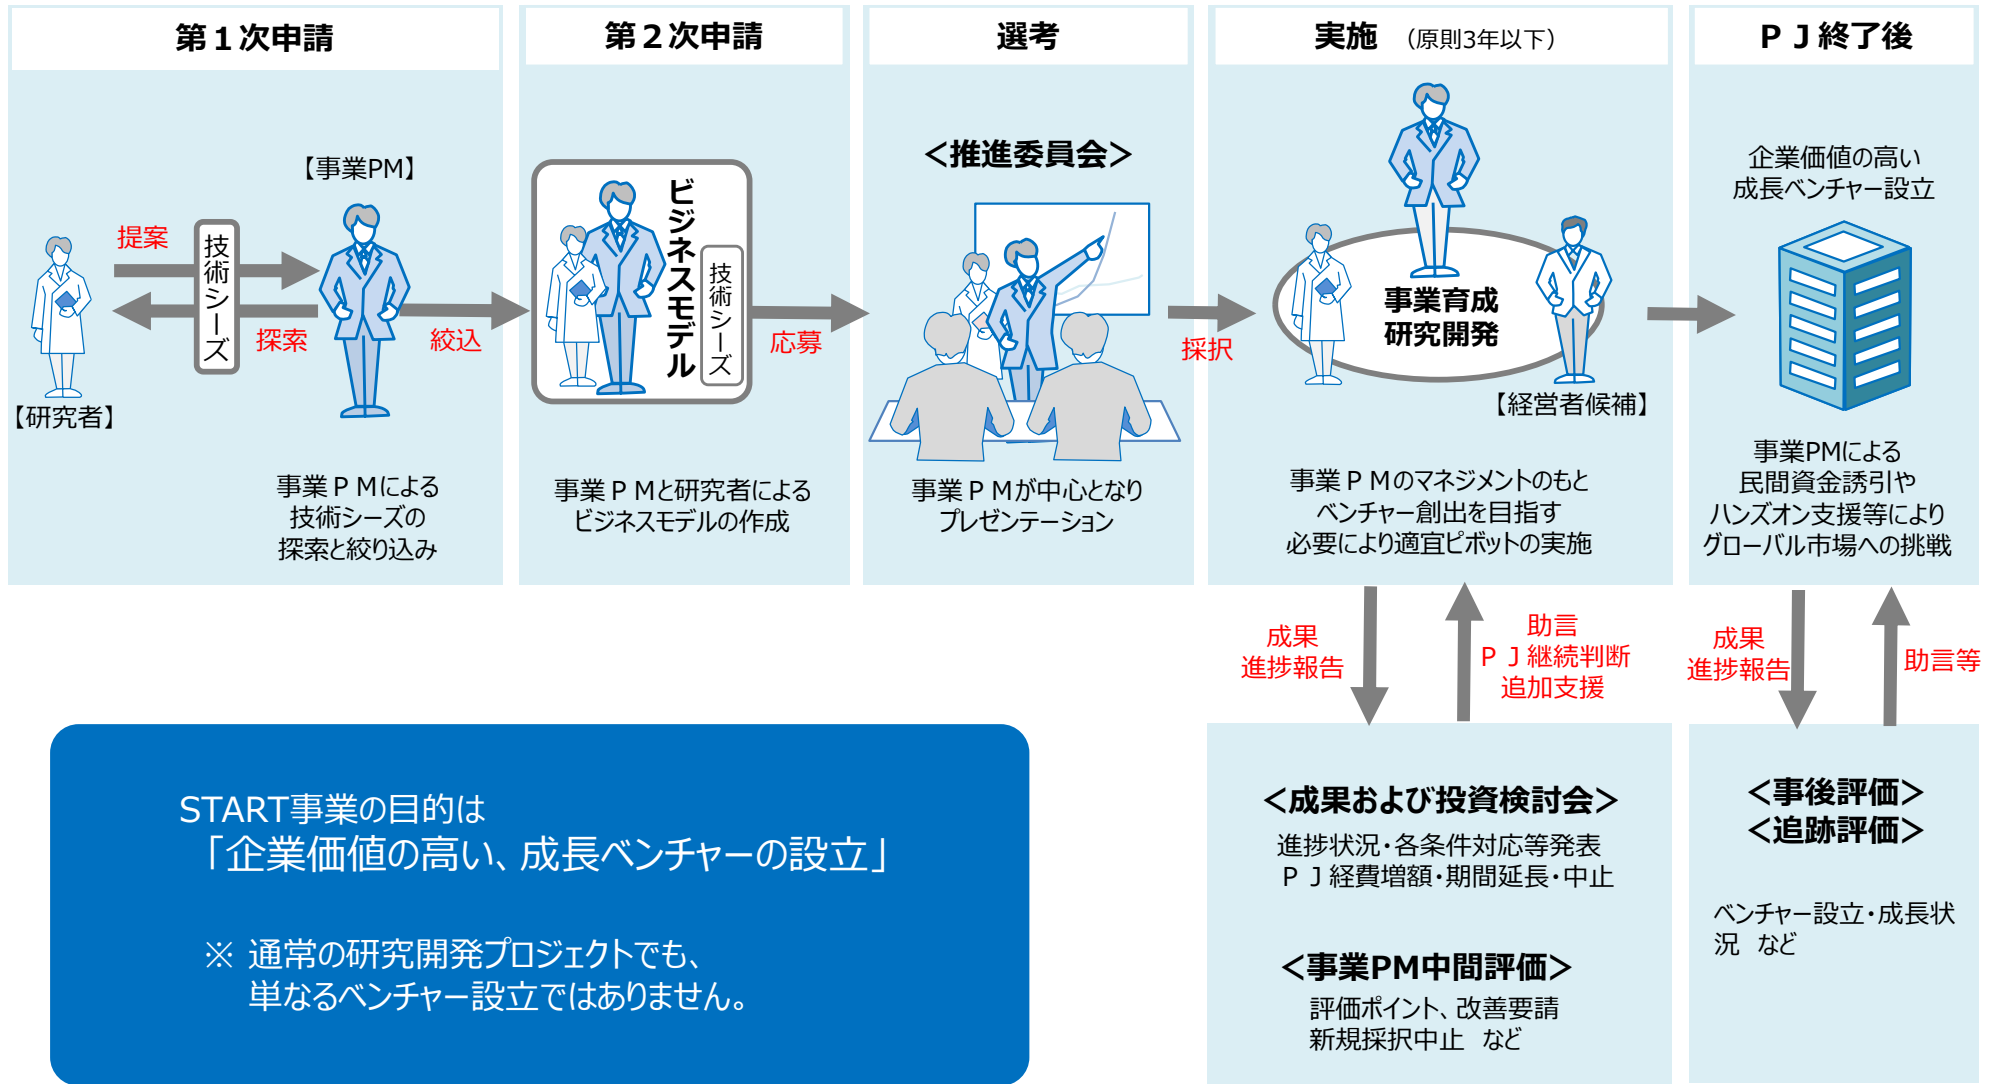 第１次申請
【事業PM】
提案
技術シーズ
探索
絞込
【研究者】
事業ＰＭによる
技術シーズの
探索と絞り込み
第２次申請
ビジネスモデル
技術シーズ
応募
事業ＰＭと研究者による
ビジネスモデルの作成
選考
＜推進委員会＞
採択
事業ＰＭが中心となり
プレゼンテーション
実施 （原則3年以下）
事業育成
研究開発
【経営者候補】
事業ＰＭのマネジメントのもと
ベンチャー創出を目指す
必要により適宜ピボットの実施
ＰＪ終了後
企業価値の高い
成長ベンチャー設立
事業PMによる
民間資金誘引や
ハンズオン支援等により
グローバル市場への挑戦
成果
進捗報告
助言
ＰＪ継続判断
追加支援
成果
進捗報告
助言等
＜成果および投資検討会＞
進捗状況・各条件対応等発表
ＰＪ経費増額・期間延長・中止
＜事業PM中間評価＞
評価ポイント、改善要請
新規採択中止 など
＜事後評価＞
＜追跡評価＞
ベンチャー設立・成長状
況 など
START事業の目的は
「企業価値の高い、成長ベンチャーの設立」
※ 通常の研究開発プロジェクトでも、
単なるベンチャー設立ではありません。